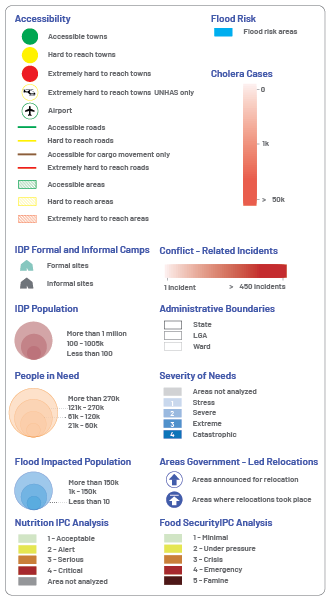 Accessibility
Accessible towns
Hard to reach towns
Extremely hard to reach towns
Extremely hard to reach towns UNHAS only
Airport
Accessible roads
Hard to reach roads
Accessible for cargo movement only
Extremely hard to reach roads
Accessible areas
Hard to reach areas
Extremely hard to reach areas
Flood Risk
Flood risk areas
Cholera Cases
0
1k
> 50k
IDP Formal and Informal Camps
Formal sites
Informal sites
Conflict - Related Incidents
1 incident
> 450 incidents
IDP Population
More than 1 milion
100 - 1005k
Less than 100
Administrative Boundaries
State
LGA
Ward
People in Need
More than 270k
121k - 270k
61k - 120k
21k - 60k
Severity of Needs
Areas not analyzed
1 Stress
2 Severe
3 Extreme
4 Catastrophic
Flood Impacted Population
More than 150k
1k - 150k
Less than 10
Areas Government - Led Relocations
Areas announced for relocation
Areas where relocations took place
Nutrition IPC Analysis
1 - Acceptable
2 - Alert
3 - Serious
4 - Critical
Area not analyzed
Food SecurityIPC Analysis
1 - Minimal
2 - Under pressure
3 - Crisis
4 - Emergency
5 - Famine